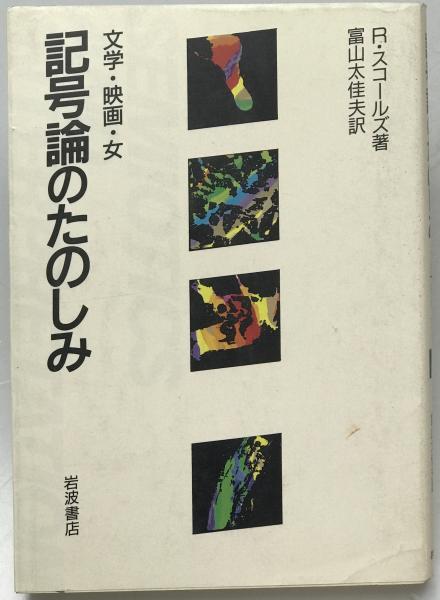 R・スコールズ著
富山太佳夫訳
文学・映画・女
記号論のたのしみ
岩波書店